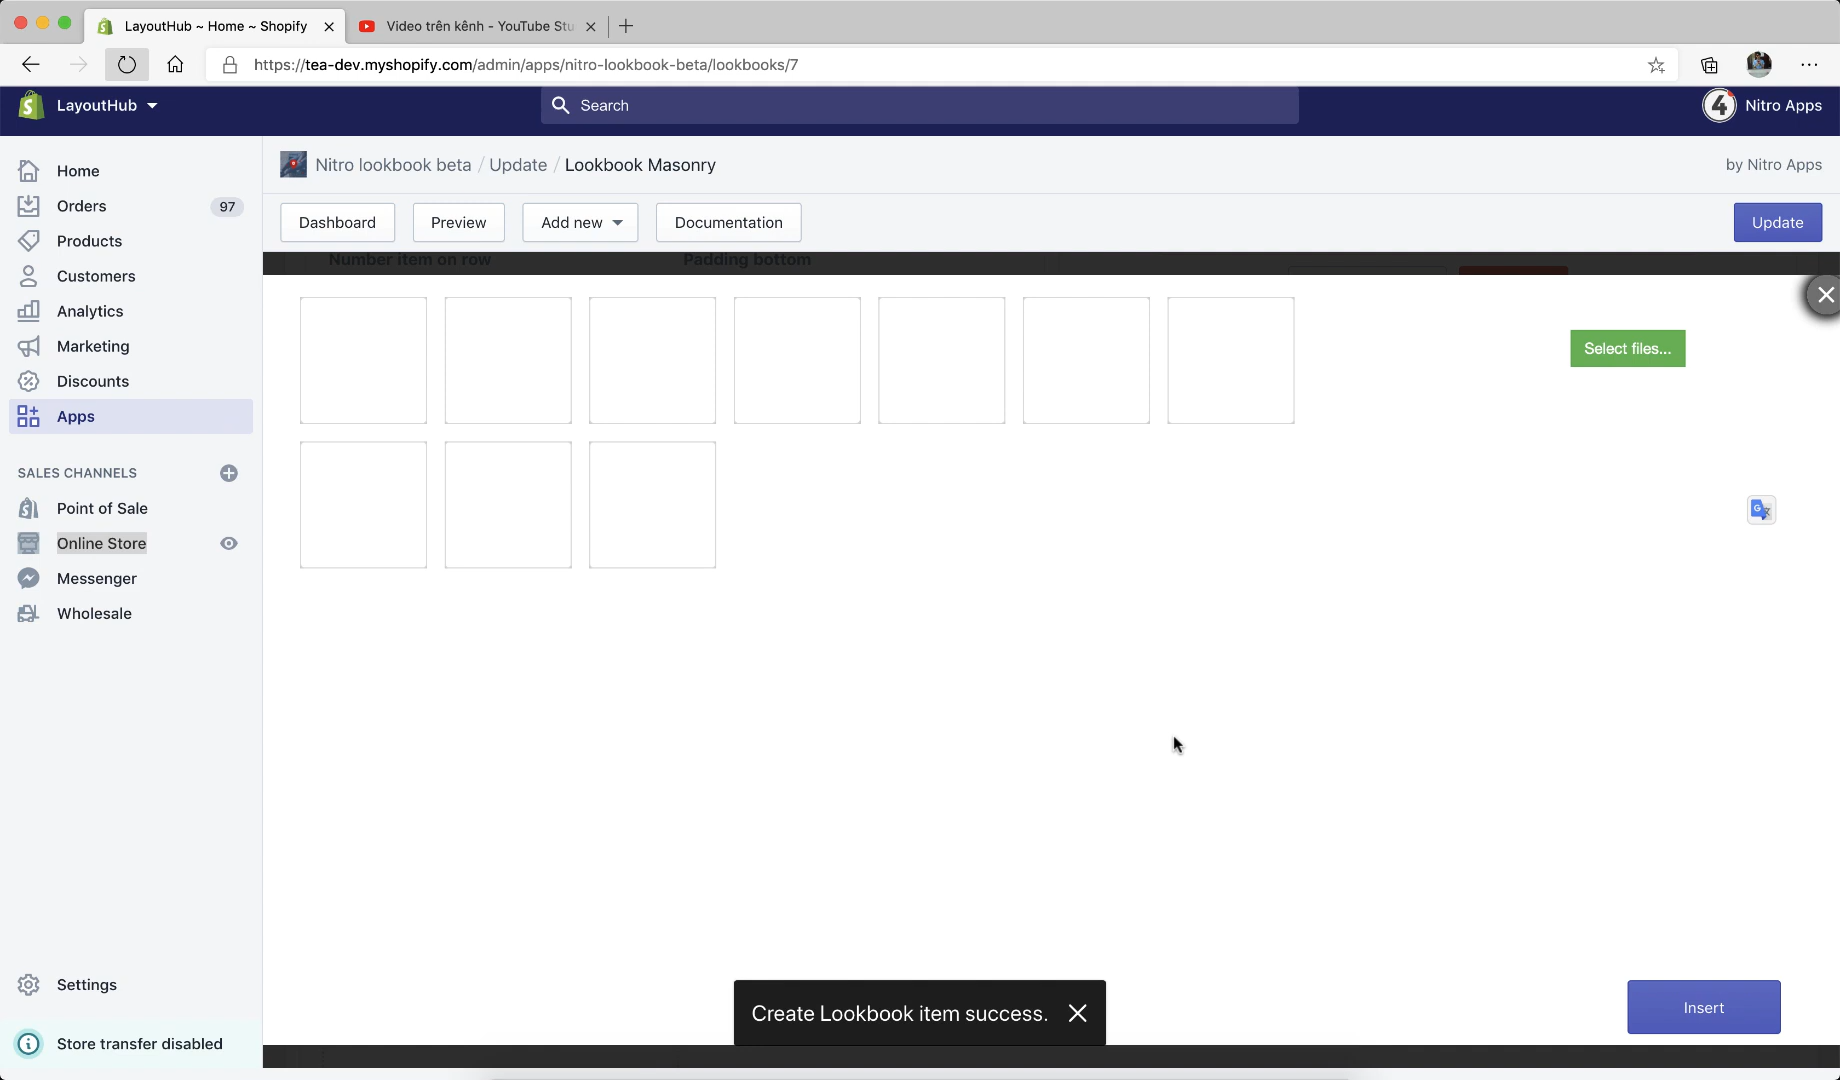 LayoutHub ~ Home ~ Shopify
Video trên kênh - YouTube Stu
https://tea-dev.myshopify.com/admin/apps/nitro-lookbook-beta/lookbooks/7
LayoutHub
Search
4
Nitro Apps
Nitro lookbook beta / Update / Lookbook Masonry
by Nitro Apps
Dashboard
Preview
Add new
Documentation
Update
Number item on row
Padding bottom
Home
Orders
97
Products
Customers
Analytics
Marketing
Discounts
Apps
SALES CHANNELS
Point of Sale
Online Store
Messenger
Wholesale
Settings
Store transfer disabled
Select files...
Create Lookbook item success.
Insert